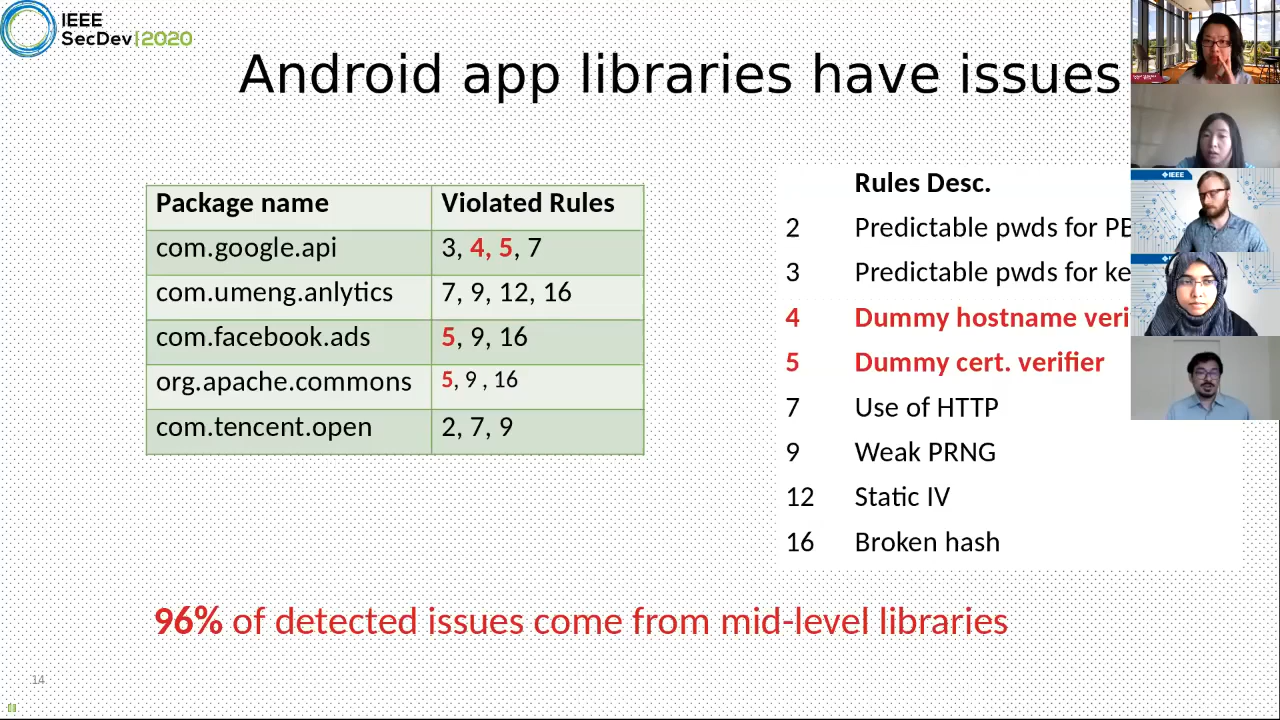 IEEE
SecDev|2020
Android app libraries have issues
Package name Violated Rules
com.google.api 3, 4, 5, 7
com.umeng.anlytics 7, 9, 12, 16
com.facebook.ads 5, 9, 16
org.apache.commons 5, 9 , 16
com.tencent.open 2, 7, 9
Rules Desc.
2 Predictable pwds for
3 Predictable pwds for
4 Dummy hostname
5 Dummy cert. verifier
7 Use of HTTP
9 Weak PRNG
12 Static IV
16 Broken hash
IEEE
IEEE
96% of detected issues come from mid-level libraries
14